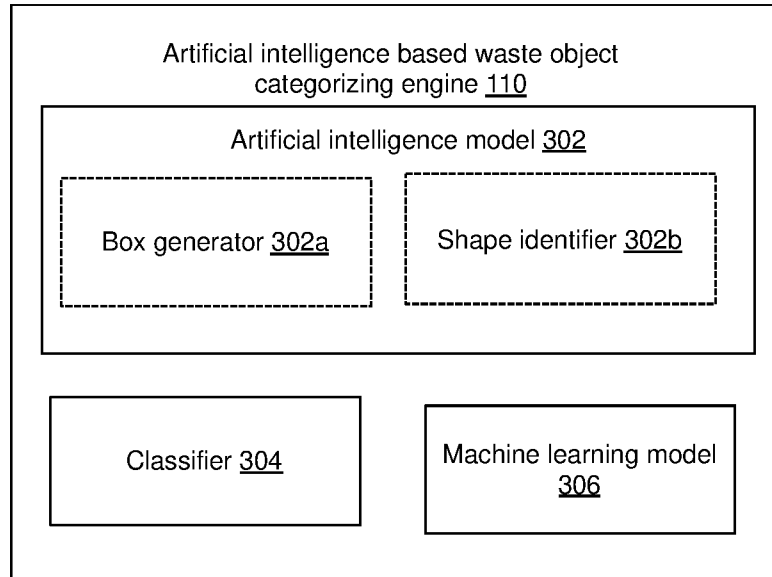 Artificial intelligence based waste object
categorizing engine 110
Artificial intelligence model 302
Box generator 302a
Shape identifier 302b
Classifier 304
Machine learning model
306